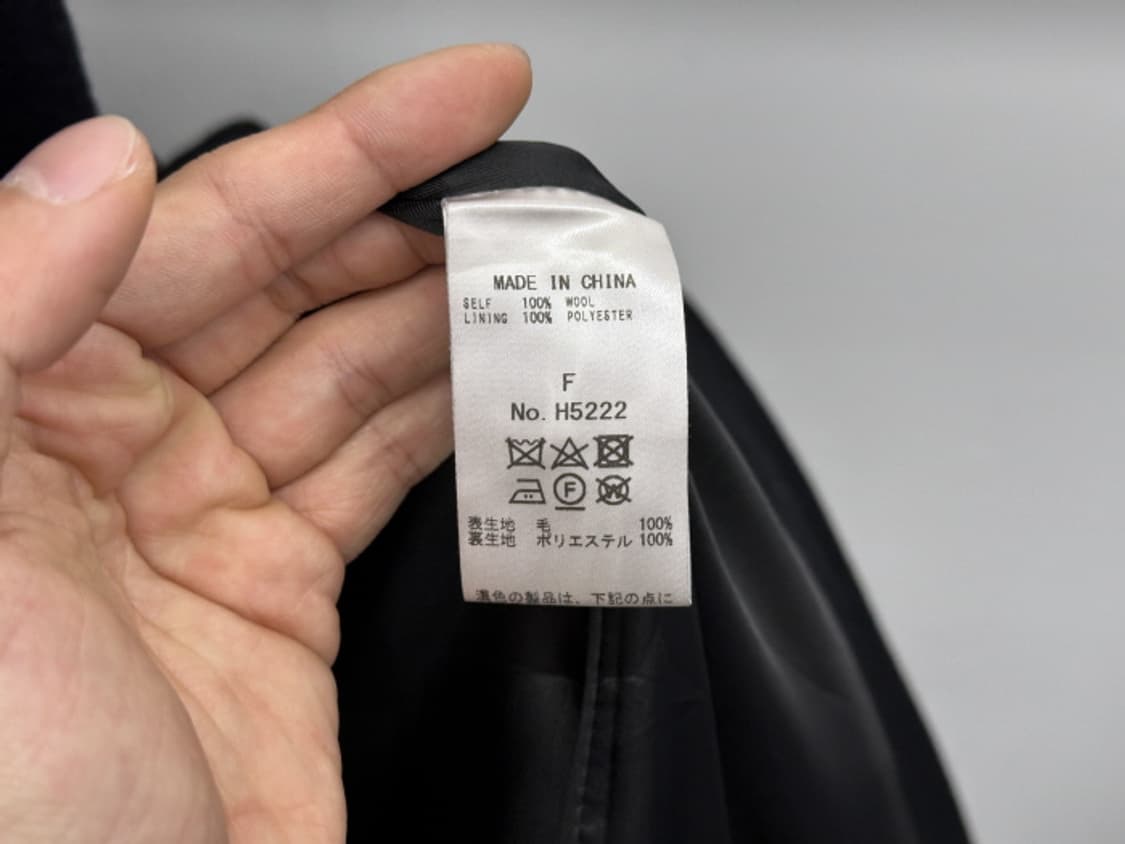 MADE IN CHINA
SELF 100% WOOL
LINING 100% POLYESTER
F
No. H5222
F
W
表生地 毛 100%
裏生地 ポリエステル 100%
濃色の製品は、下記の点に